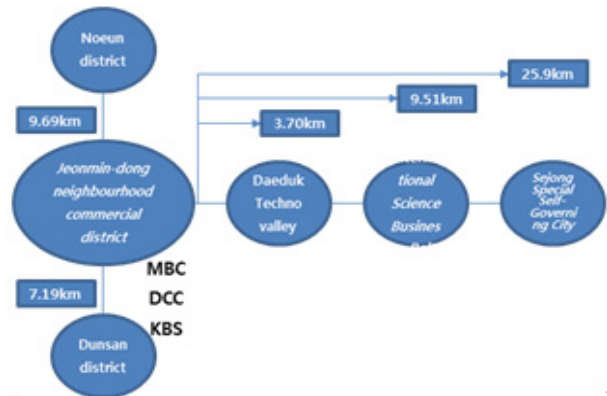 Noeun
district
25.9km
9.51km
9.69km
3.70km
Jeonmin-dong
neighbourhood
commercial
district
Daeduk
Techno
valley
tional
Science
Busines
Sejong
Special
Self-
Governi
ng City
MBC
7.19km
DCC
KBS
Dunsan
district